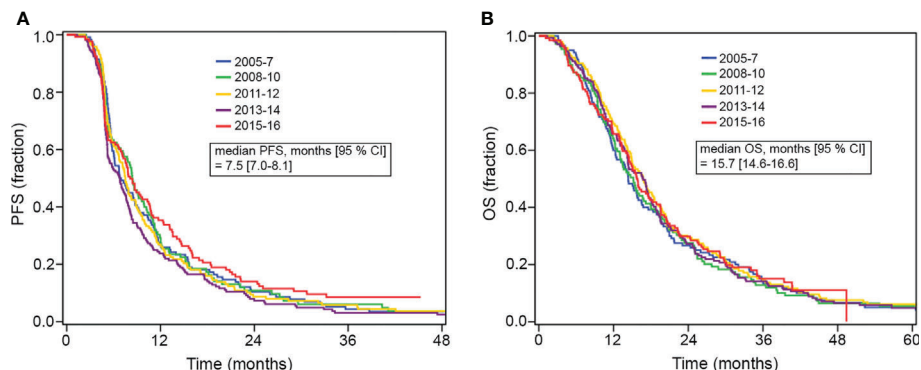 A
PFS (fraction)
1.0
0.8
0.6
0.4
0.2
0.0
2005-7
2008-10
2011-12
2013-14
2015-16
median PFS, months [95 % CI]
= 7.5 [7.0-8.1]
0 12 24 36 48
Time (months)
B
OS (fraction)
1.0
0.8
0.6
0.4
0.2
0.0
2005-7
2008-10
2011-12
2013-14
2015-16
median OS, months [95 % CI]
= 15.7 [14.6-16.6]
0 12 24 36 48 60
Time (months)